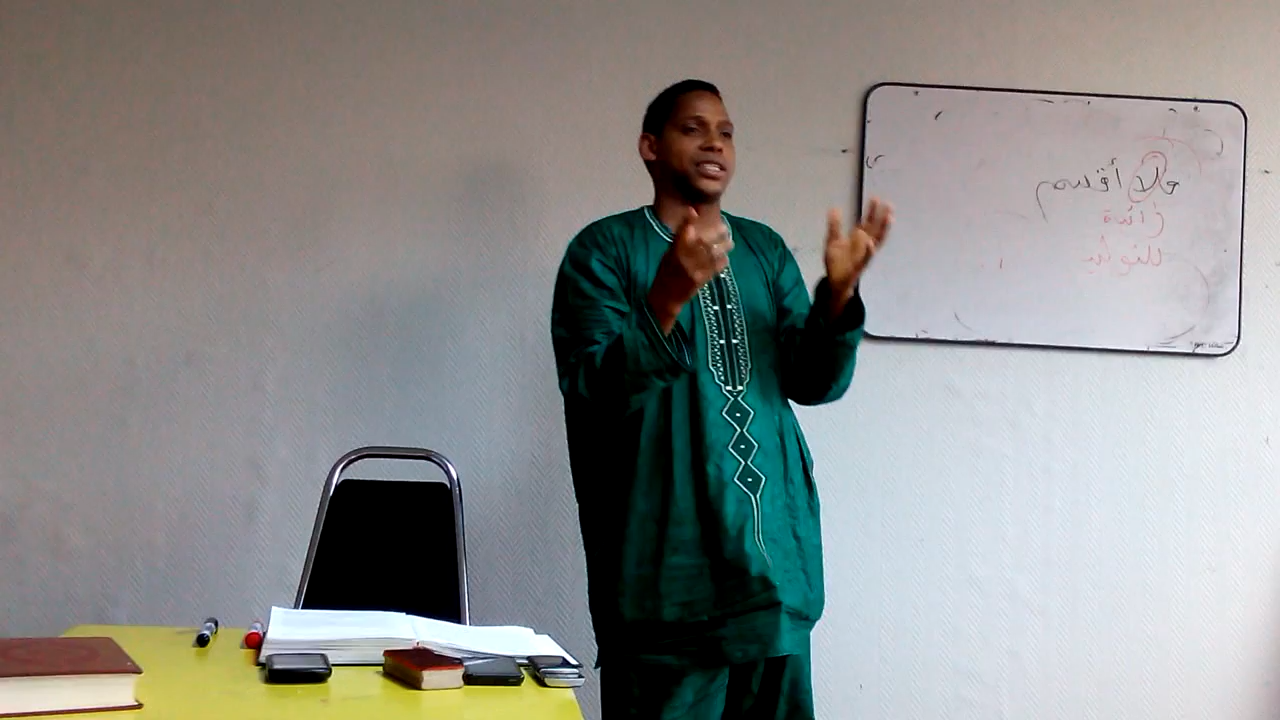 فلا أقسم
زائدة
للتوكيد